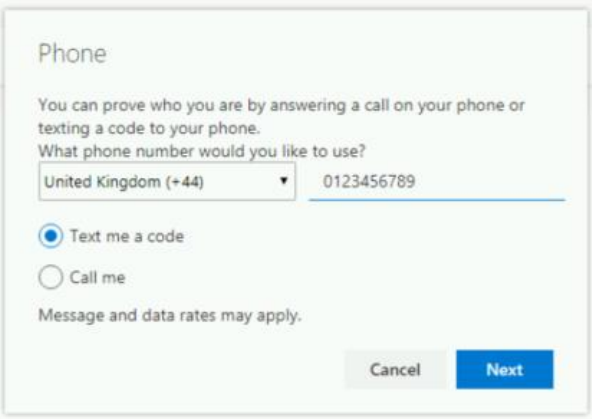 Phone
You can prove who you are by answering a call on your phone or
texting a code to your phone.
What phone number would you like to use?
United Kingdom (+44) 0123456789
Text me a code
Call me
Message and data rates may apply.
Cancel Next